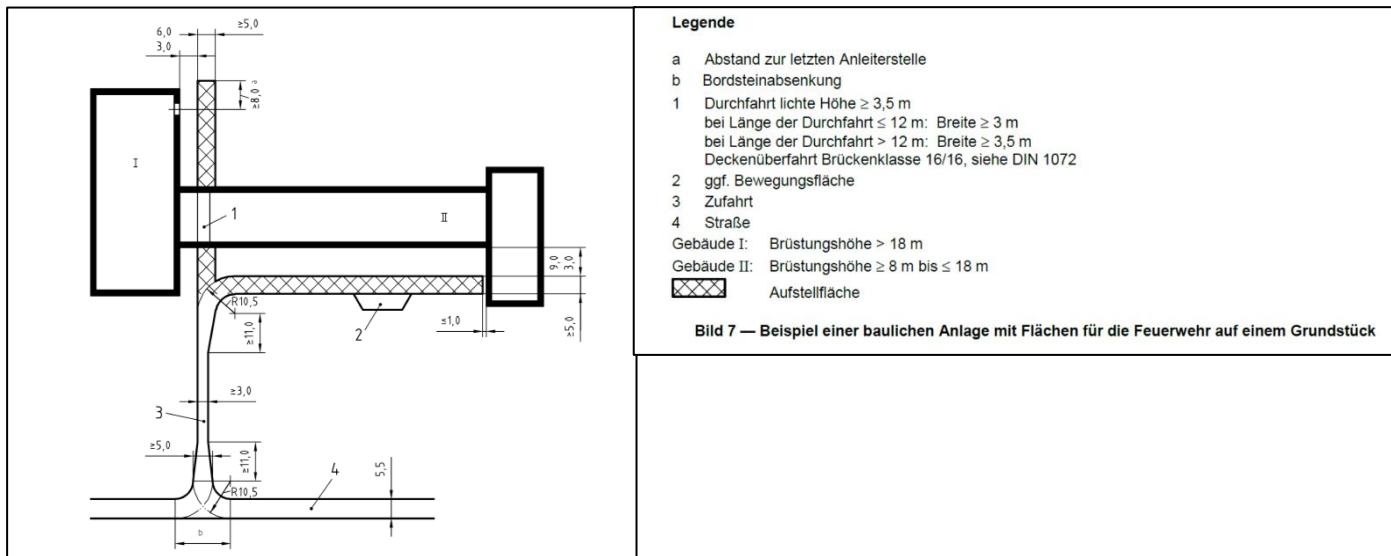 6,0
≥5,0
3,0
≥8,0 a
I
1
II
9,0
3,0
R10,5
≥11,0
2
≤1,0
≥5,0
≥3,0
3
≥5,0
≥11,0
4
5,5
R10,5
b
Legende
a Abstand zur letzten Anleiterstelle
b Bordsteinabsenkung
1 Durchfahrt lichte Höhe ≥ 3,5 m
bei Länge der Durchfahrt ≤ 12 m: Breite ≥ 3 m
bei Länge der Durchfahrt > 12 m: Breite ≥ 3,5 m
Deckenüberfahrt Brückenklasse 16/16, siehe DIN 1072
2 ggf. Bewegungsfläche
3 Zufahrt
4 Straße
Gebäude I: Brüstungshöhe > 18 m
Gebäude II: Brüstungshöhe ≥ 8 m bis ≤ 18 m
Aufstellfläche
Bild 7 — Beispiel einer baulichen Anlage mit Flächen für die Feuerwehr auf einem Grundstück